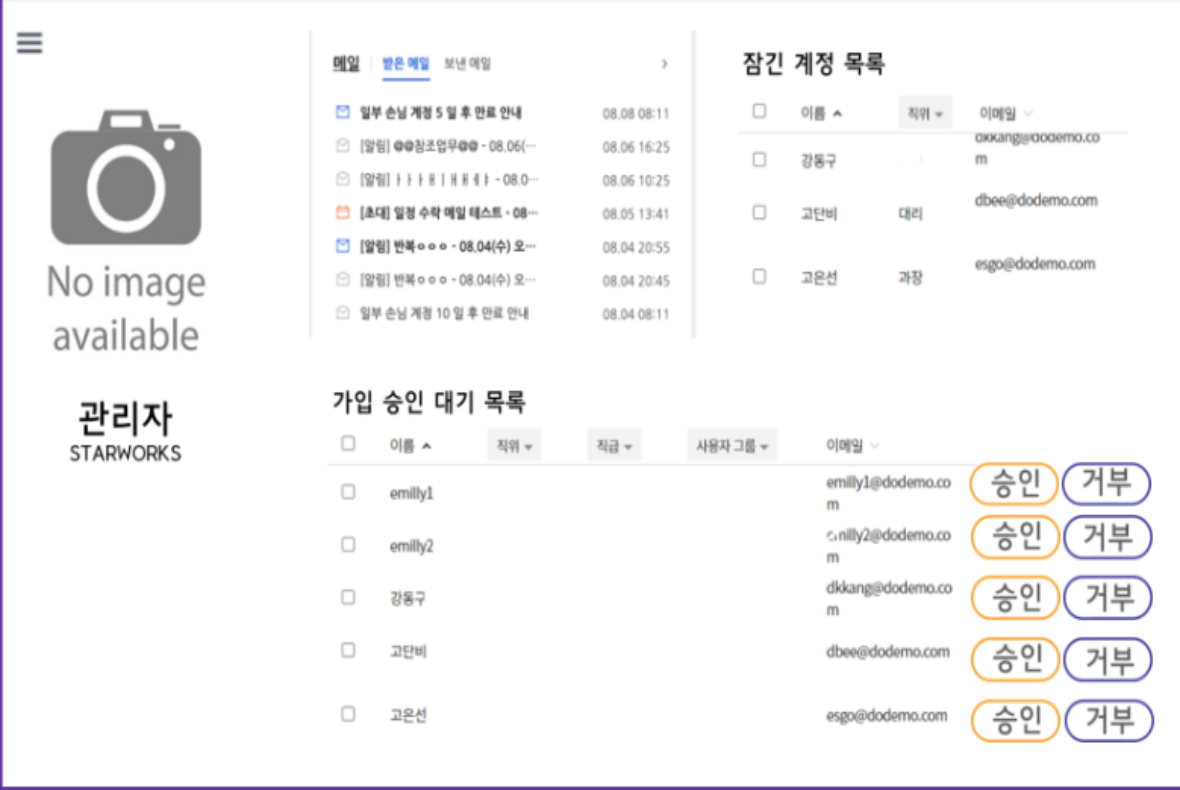 No image
available
관리자
STARWORKS
메일 받은 메일 보낸 메일
일부 손님 계정 5 일 후 만료 안내 08.08 08:11
[알림] @@참조업무@@ - 08.06(… 08.06 16:25
[알림] - 08.0… 08.06 10:25
[초대] 일정 수락 메일 테스트 - 08… 08.05 13:41
[알림] 반복ㅇㅇㅇ - 08.04(수) 오… 08.04 20:55
[알림] 반복ㅇㅇㅇ - 08.04(수) 오… 08.04 20:45
일부 손님 계정 10 일 후 만료 안내 08.04 08:11
잠긴 계정 목록
이름 직위 이메일
강동구 dkkang@dodemo.co
m
고단비 대리 dbee@dodemo.com
고은선 과장 esgo@dodemo.com
가입 승인 대기 목록
이름 직위 직급 사용자 그룹 이메일
emilly1 emilly1@dodemo.co
m
승인 거부
emilly2 emilly2@dodemo.co
m
승인 거부
강동구 dkkang@dodemo.co
m
승인 거부
고단비 dbee@dodemo.com 승인 거부
고은선 esgo@dodemo.com 승인 거부